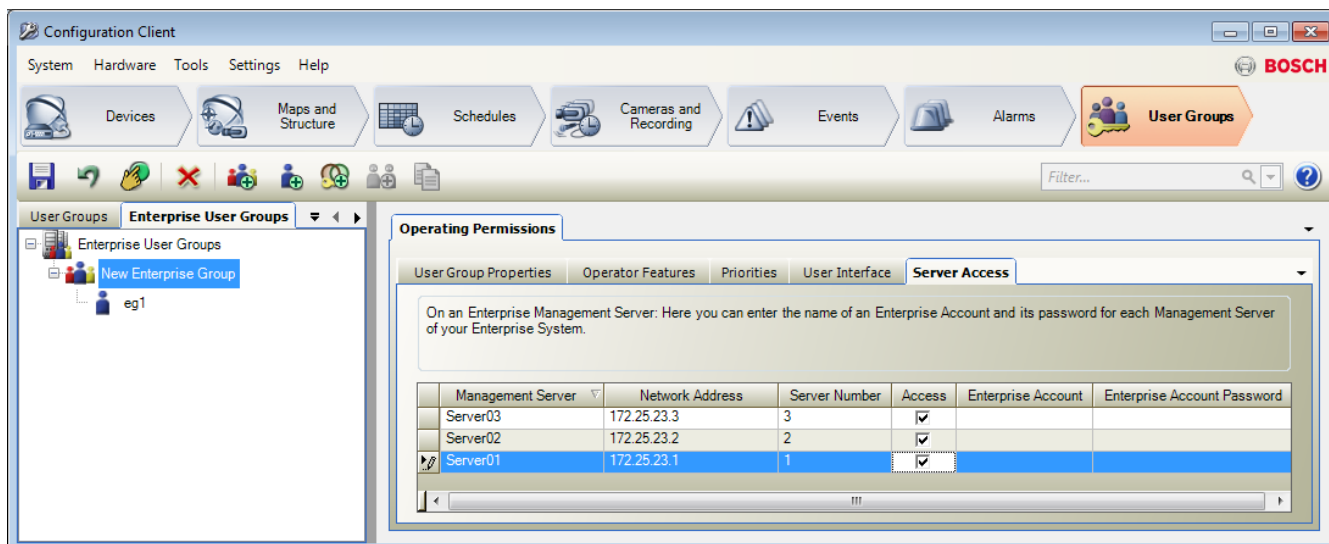 Configuration Client
System Hardware Tools Settings Help
BOSCH
Devices
Maps and
Structure
Schedules
Cameras and
Recording
Events
Alarms
User Groups
Filter...
User Groups Enterprise User Groups
Enterprise User Groups
New Enterprise Group
eg1
Operating Permissions
User Group Properties Operator Features Priorities User Interface Server Access
On an Enterprise Management Server: Here you can enter the name of an Enterprise Account and its password for each Management Server
of your Enterprise System.
Management Server Network Address Server Number Access Enterprise Account Enterprise Account Password
Server03 172.25.23.3 3
Server02 172.25.23.2 2
Server01 172.25.23.1 1